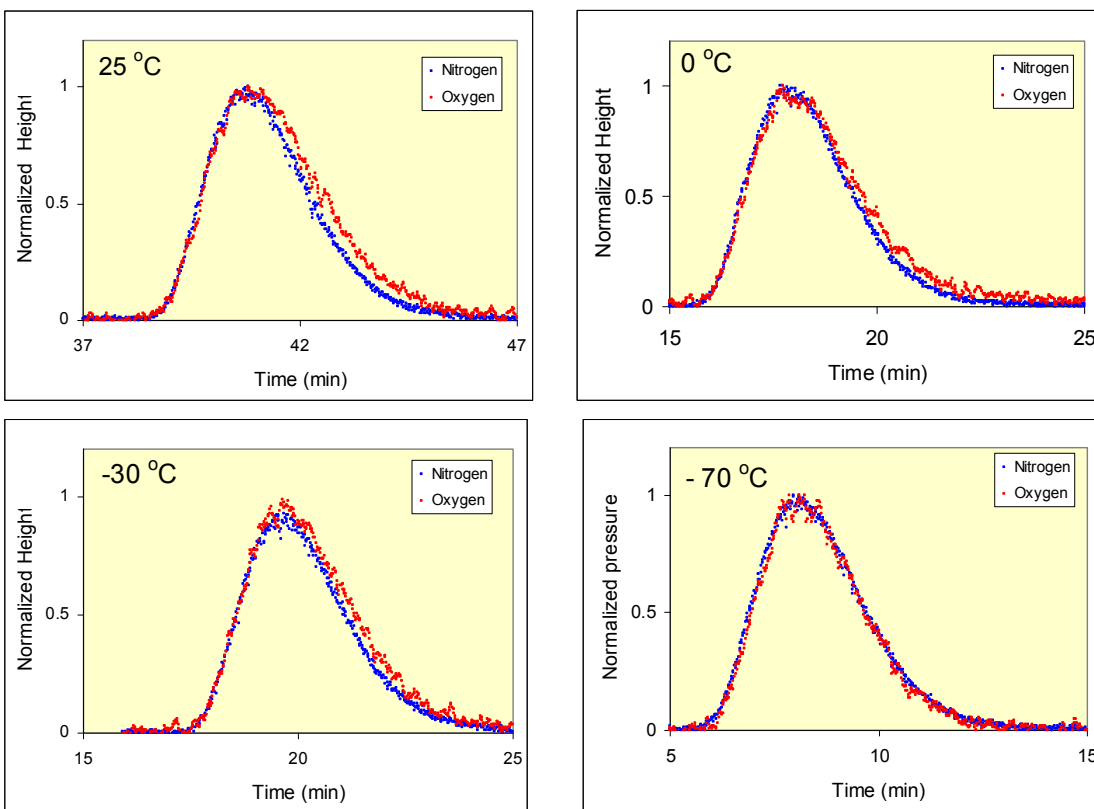 25 °C
Nitrogen
Oxygen
Normalized Height
1
0.5
0
37
42
47
Time (min)
0 °C
Nitrogen
Oxygen
Normalized Height
1
0.5
0
15
20
25
Time (min)
-30 °C
Nitrogen
Oxygen
Normalized Height
1
0.5
0
15
20
25
Time (min)
- 70 °C
Nitrogen
Oxygen
Normalized pressure
1
0.5
0
5
10
15
Time (min)